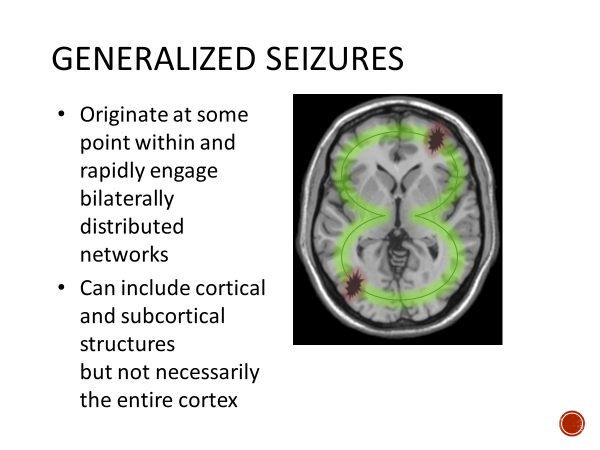 GENERALIZED SEIZURES
• Originate at some
point within and
rapidly engage
bilaterally
distributed
networks
• Can include cortical
and subcortical
structures
but not necessarily
the entire cortex